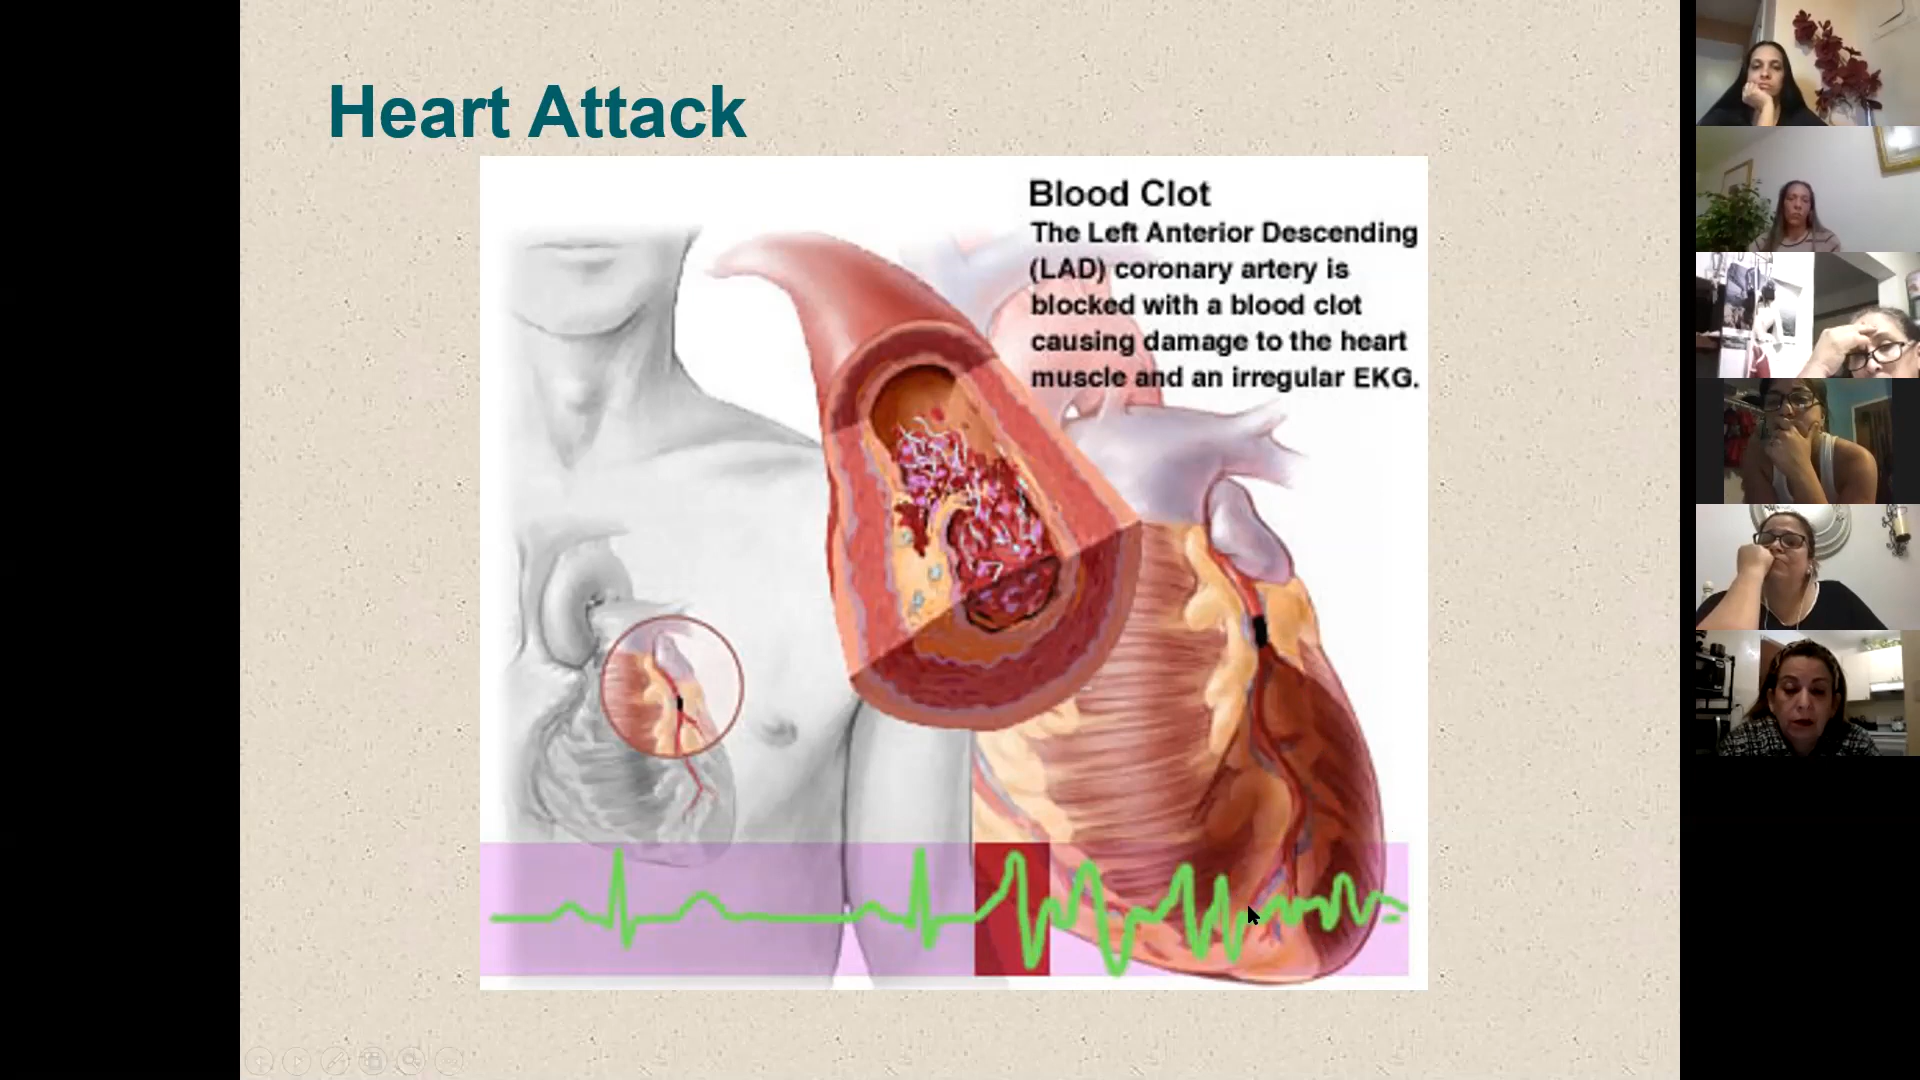 Heart Attack
Blood Clot
The Left Anterior Descending
(LAD) coronary artery is
blocked with a blood clot
causing damage to the heart
muscle and an irregular EKG.